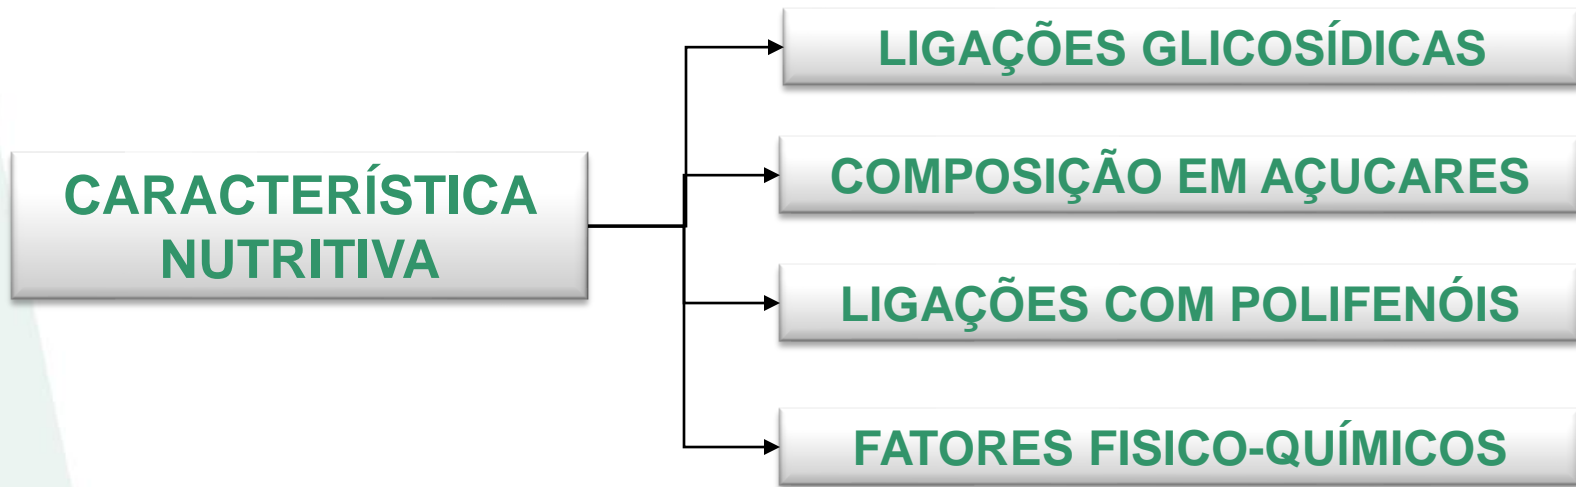 CARACTERÍSTICA
NUTRITIVA
LIGAÇÕES GLICOSÍDICAS
COMPOSIÇÃO EM AÇUCARES
LIGAÇÕES COM POLIFENÓIS
FATORES FISICO-QUÍMICOS